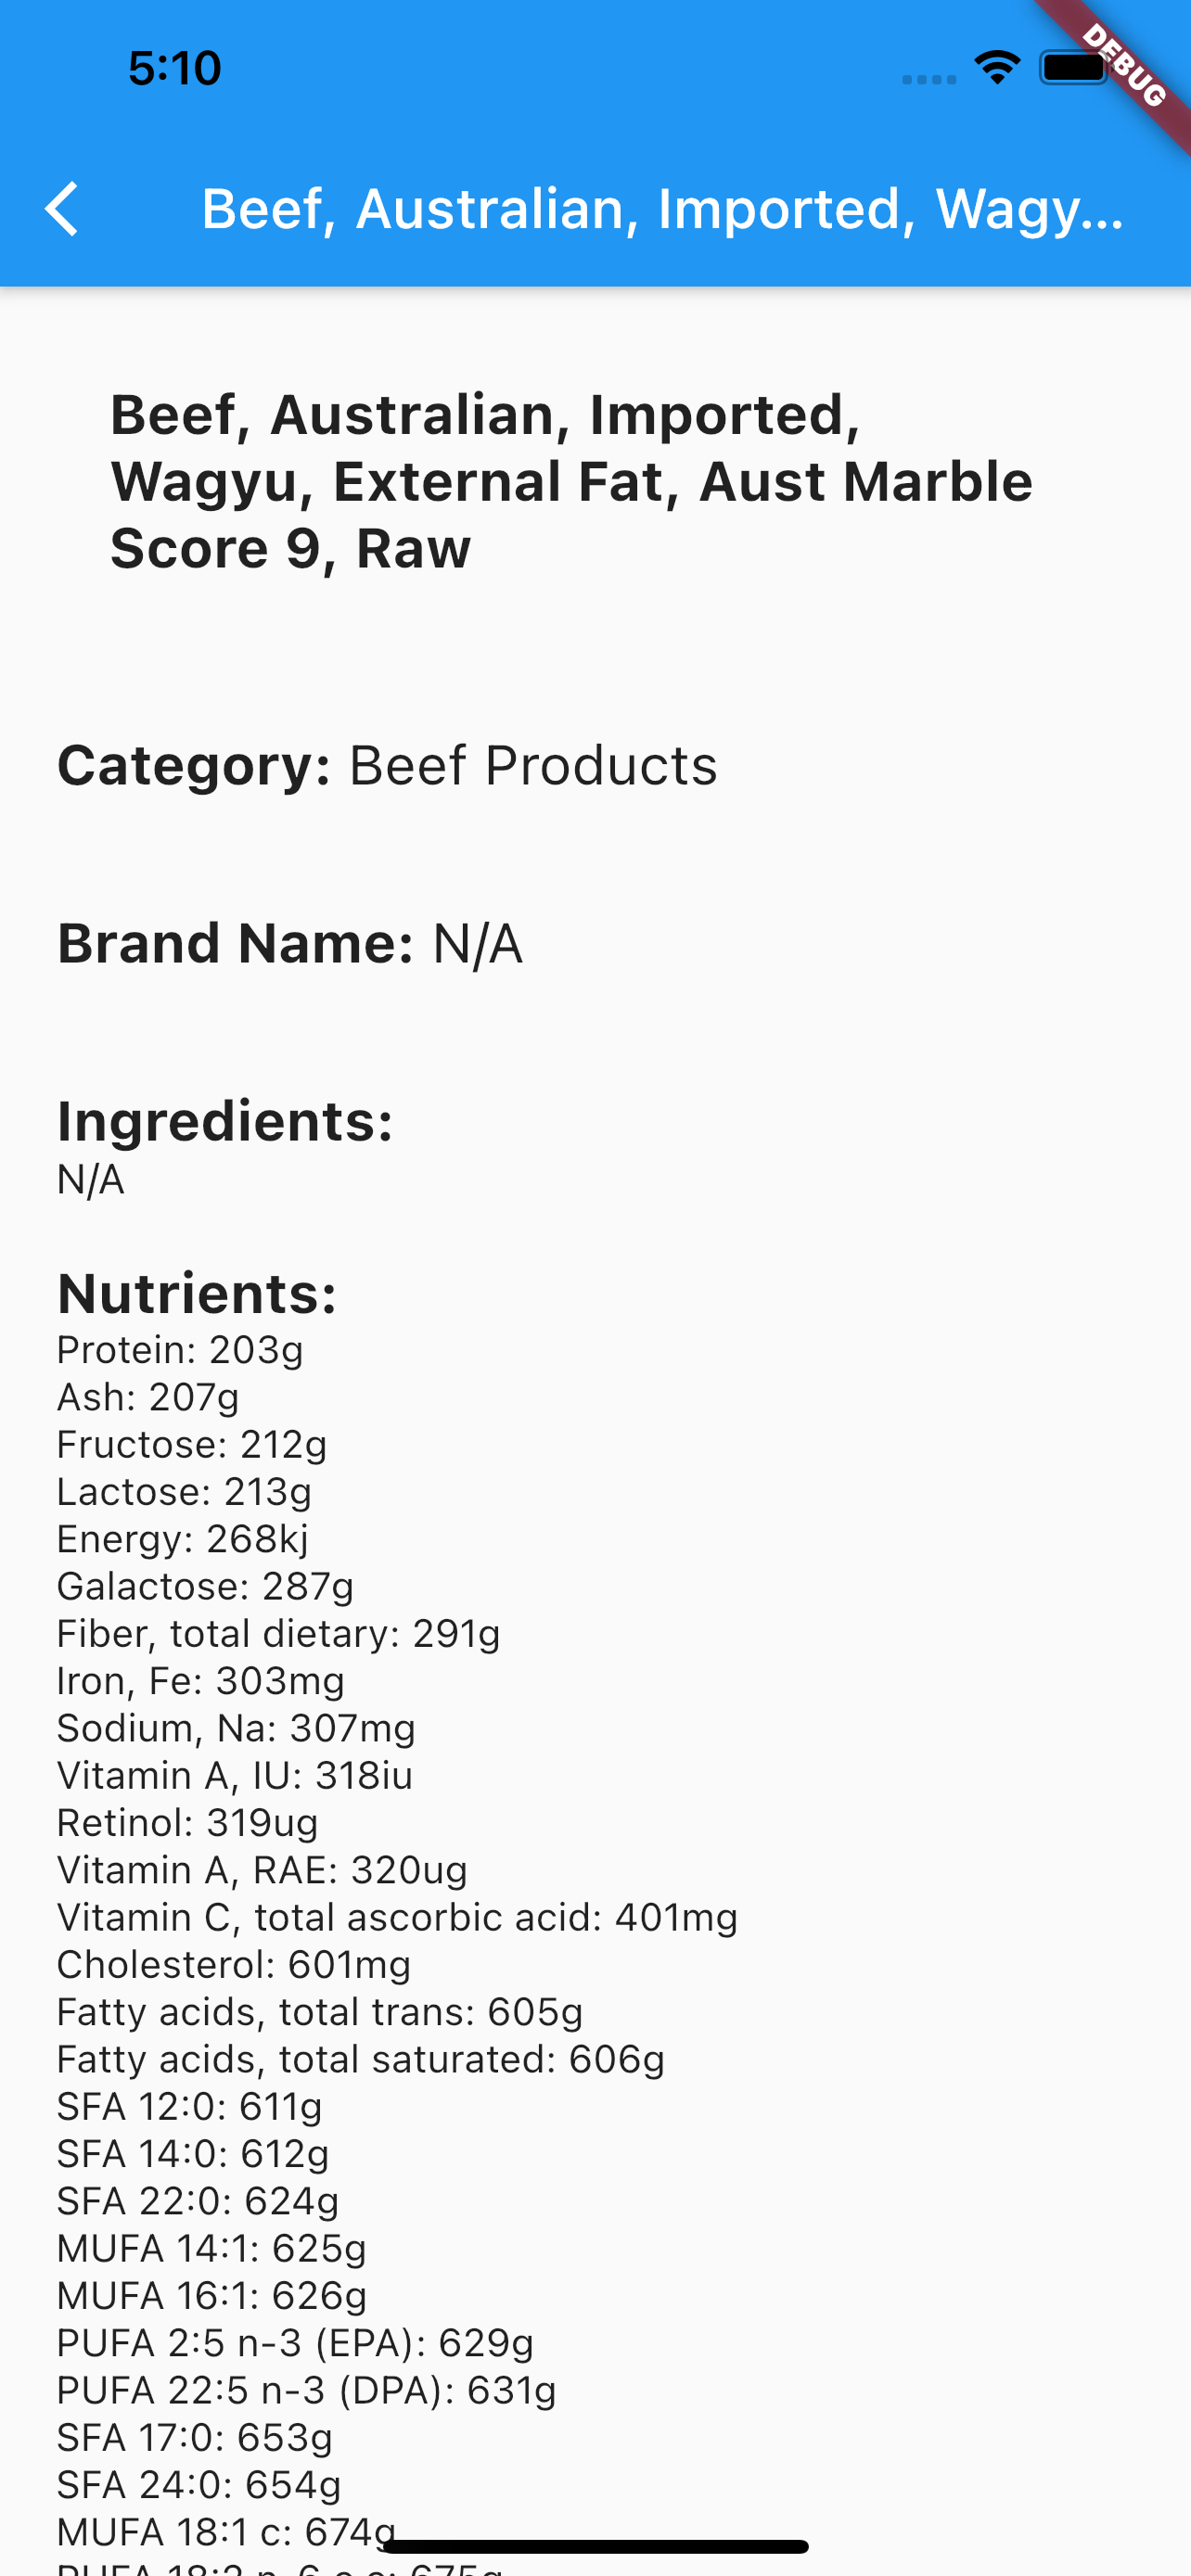 5:10
DEBUG
Beef, Australian, Imported, Wagy...
Beef, Australian, Imported,
Wagyu, External Fat, Aust Marble
Score 9, Raw
Category: Beef Products
Brand Name: N/A
Ingredients:
N/A
Nutrients:
Protein: 203g
Ash: 207g
Fructose: 212g
Lactose: 213g
Energy: 268kj
Galactose: 287g
Fiber, total dietary: 291g
Iron, Fe: 303mg
Sodium, Na: 307mg
Vitamin A, IU: 318iu
Retinol: 319ug
Vitamin A, RAE: 320ug
Vitamin C, total ascorbic acid: 401mg
Cholesterol: 601mg
Fatty acids, total trans: 605g
Fatty acids, total saturated: 606g
SFA 12:0: 611g
SFA 14:0: 612g
SFA 22:0: 624g
MUFA 14:1: 625g
MUFA 16:1: 626g
PUFA 2:5 n-3 (EPA): 629g
PUFA 22:5 n-3 (DPA): 631g
SFA 17:0: 653g
SFA 24:0: 654g
MUFA 18:1 c: 674g